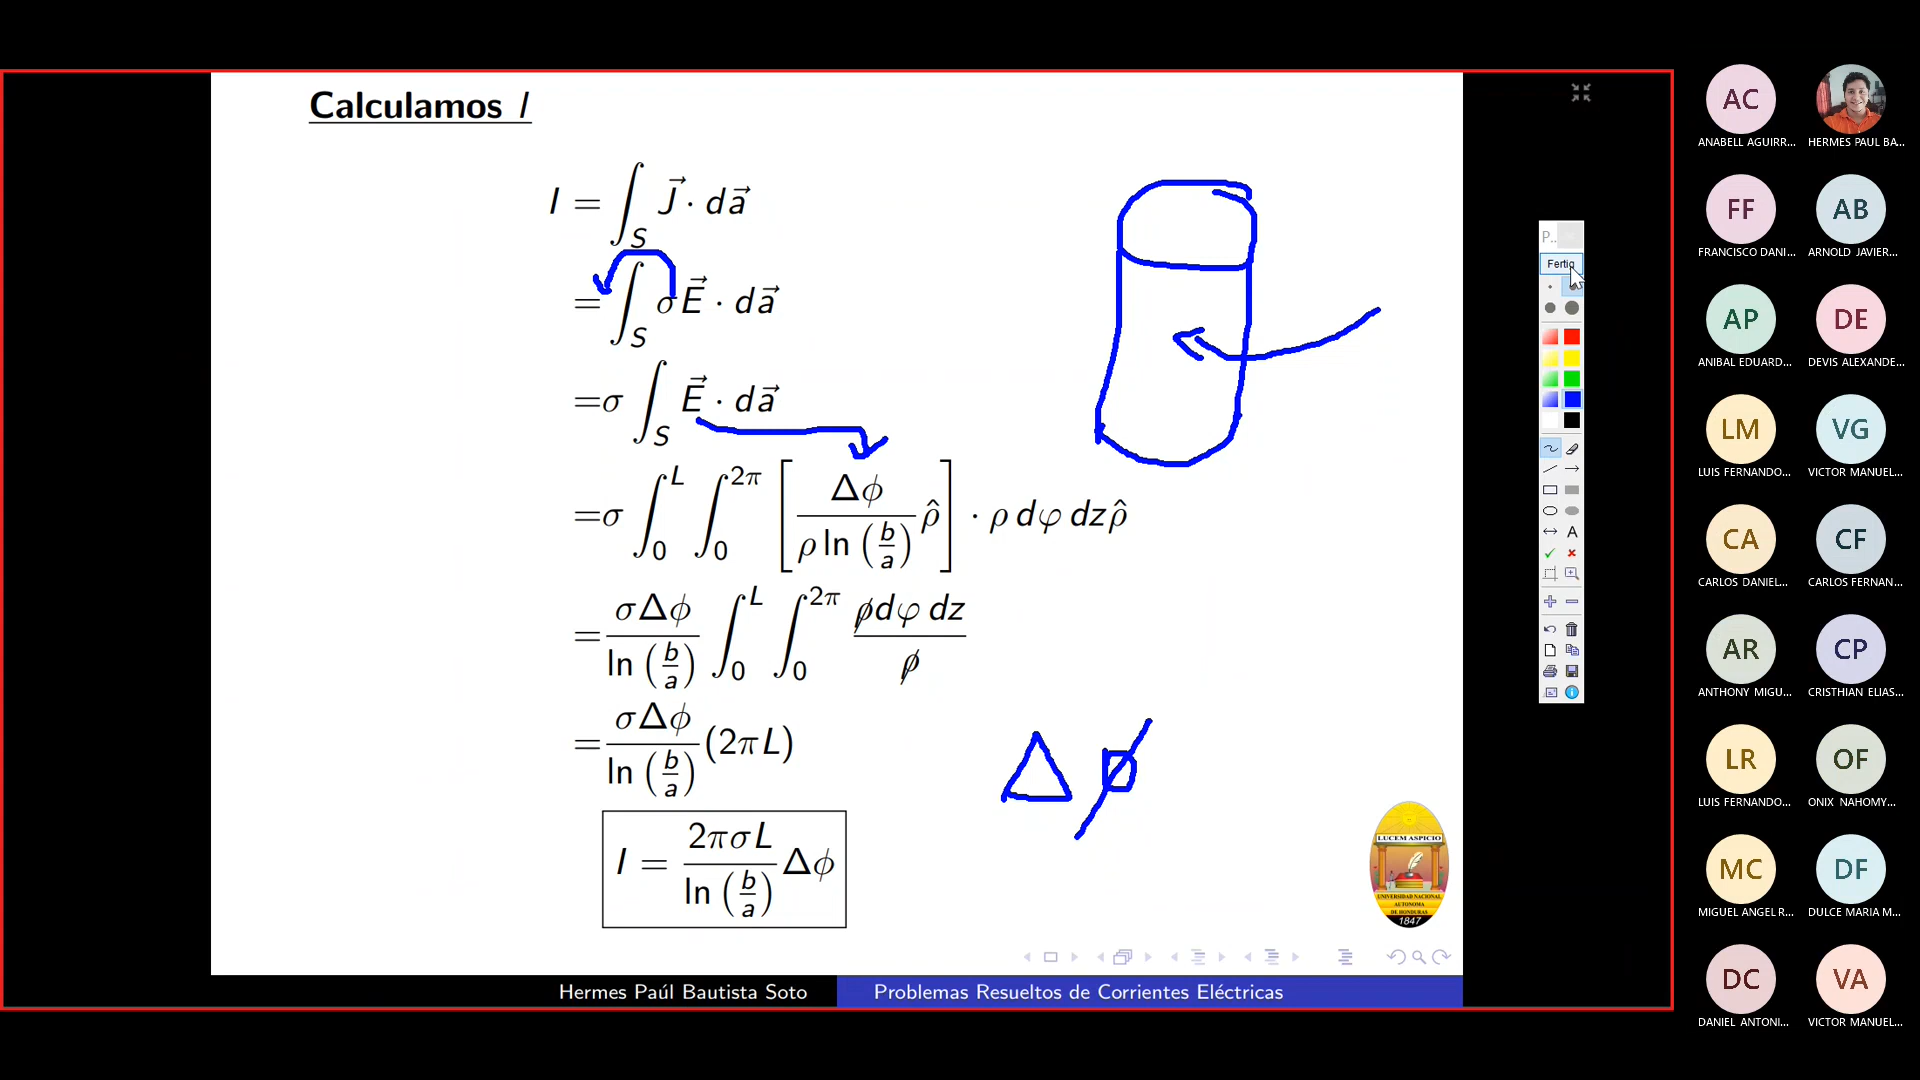 Calculamos I
I = ∫_S J⃗ · da⃗
= ∫_S σE⃗ · da⃗
=σ ∫_S E⃗ · da⃗
=σ ∫_0^L ∫_0^{2π} [Δϕ / (ρ ln (b/a)) ρ̂] · ρ dφ dz ρ̂
= σΔϕ / ln (b/a) ∫_0^L ∫_0^{2π} ρ̸dφ dz / ρ̸
= σΔϕ / ln (b/a) (2πL)
Δϕ
I = 2πσL / ln (b/a) Δϕ
LUCEM ASPICIO
UNIVERSIDAD NACIONAL
AUTONOMA
DE HONDURAS
1847
Hermes Paúl Bautista Soto
Problemas Resueltos de Corrientes Eléctricas
P...
Fertig
A
AC
ANABELL AGUIRR...
HERMES PAUL BA...
FF
FRANCISCO DANI...
AB
ARNOLD JAVIER...
AP
ANIBAL EDUARD...
DE
DEVIS ALEXANDE...
LM
LUIS FERNANDO...
VG
VICTOR MANUEL...
CA
CARLOS DANIEL...
CF
CARLOS FERNAN...
AR
ANTHONY MIGU...
CP
CRISTHIAN ELIAS...
LR
LUIS FERNANDO...
OF
ONIX NAHOMY...
MC
MIGUEL ANGEL R...
DF
DULCE MARIA M...
DC
DANIEL ANTONI...
VA
VICTOR MANUEL...